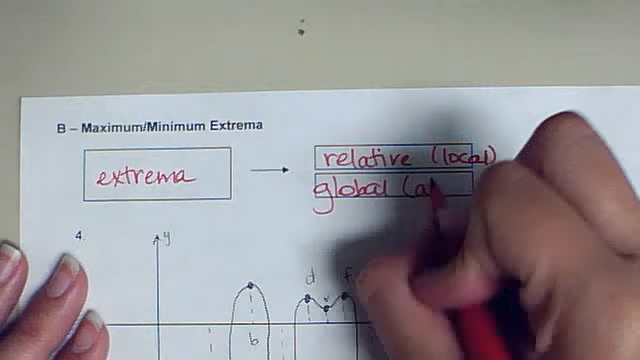 B – Maximum/Minimum Extrema
extrema
relative (local)
global (a
4.
y
d
f
b